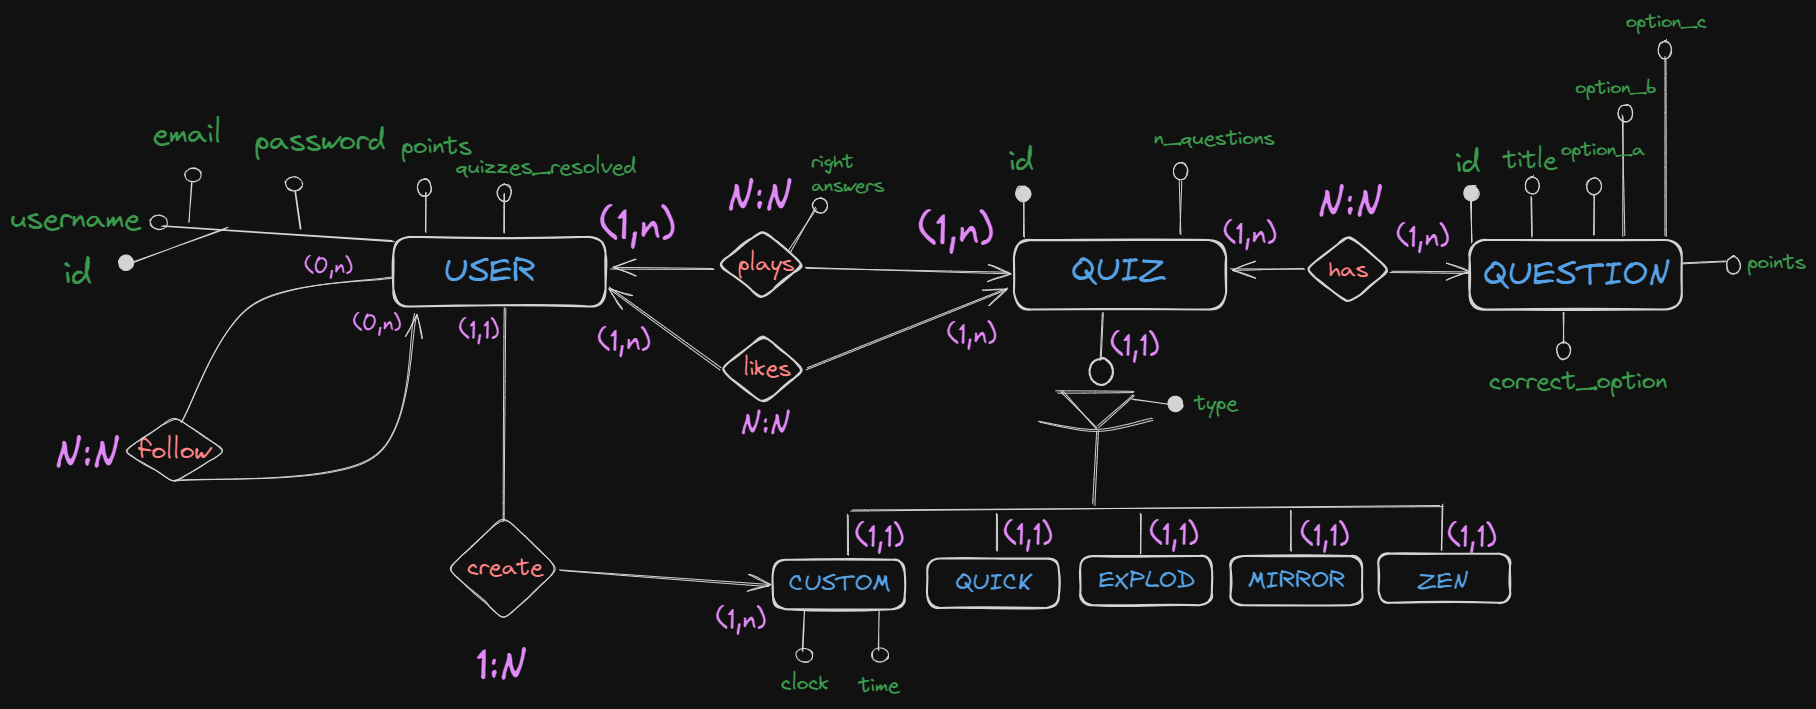 option_c
option_b
email
password
points
quizzes_resolved
right
answers
id
n_questions
id
title
option_a
username
id
(0,n)
USER
(1,n)
N:N
plays
(1,n)
QUIZ
(1,n)
N:N
has
(1,n)
QUESTION
points
(0,n)
(1,1)
(1,n)
likes
N:N
(1,n)
(1,1)
type
correct_option
N:N
follow
create
1:N
(1,n)
(1,1)
CUSTOM
clock
time
(1,1)
QUICK
(1,1)
EXPLOD
(1,1)
MIRROR
(1,1)
ZEN